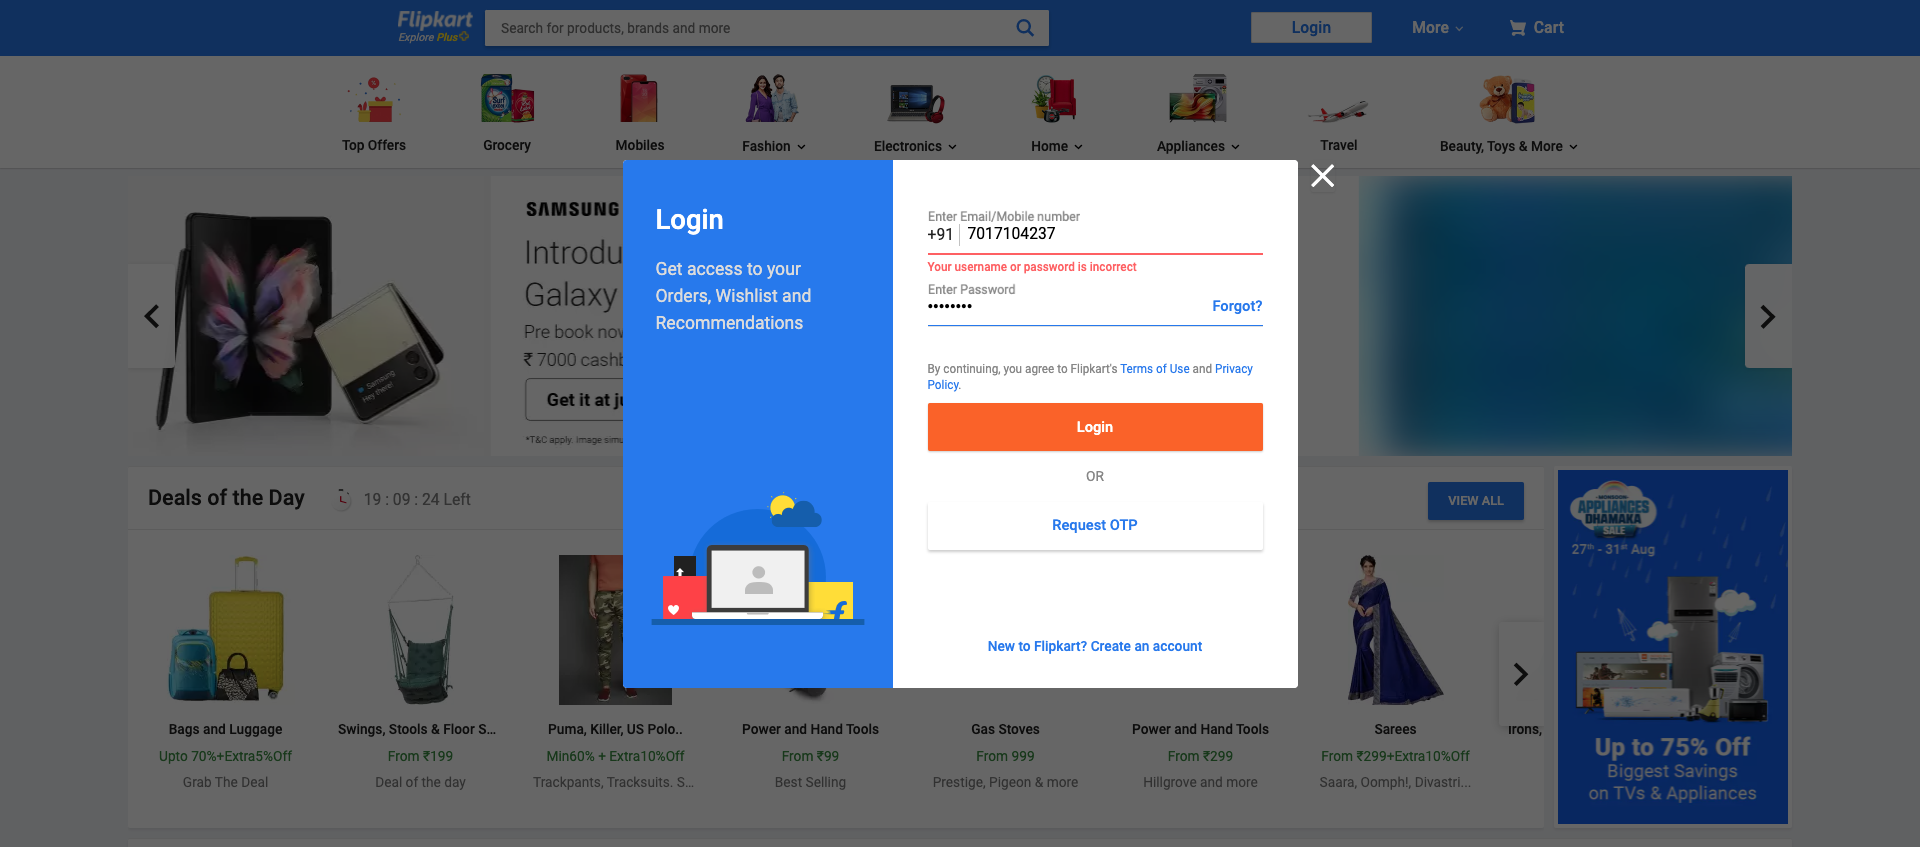 Flipkart
Explore Plus
Search for products, brands and more
Login
More
Cart
Top Offers
Grocery
Mobiles
Fashion
Electronics
Home
Appliances
Travel
Beauty, Toys & More
SAMSUNG
Introdu
Galaxy
Pre book now
₹ 7000 cashb
Get it at ju
*T&C apply. Image simu
Samsung
Hey there!
Login
Get access to your
Orders, Wishlist and
Recommendations
Enter Email/Mobile number
+91 7017104237
Your username or password is incorrect
Enter Password
••••••••
Forgot?
By continuing, you agree to Flipkart's Terms of Use and Privacy
Policy.
Login
OR
Request OTP
New to Flipkart? Create an account
Deals of the Day
19 : 09 : 24 Left
VIEW ALL
Bags and Luggage
Upto 70%+Extra5%Off
Grab The Deal
Swings, Stools & Floor S...
From ₹199
Deal of the day
Puma, Killer, US Polo..
Min60% + Extra10%Off
Trackpants, Tracksuits. S...
Power and Hand Tools
From ₹99
Best Selling
Gas Stoves
From 999
Prestige, Pigeon & more
Power and Hand Tools
From ₹299
Hillgrove and more
Sarees
From ₹299+Extra10%Off
Saara, Oomph!, Divastri...
Irons,
MONSOON
APPLIANCES
DHAMAKA
SALE
27th - 31st Aug
Up to 75% Off
Biggest Savings
on TVs & Appliances